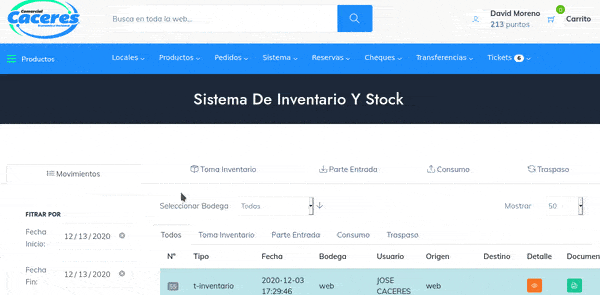 Comercial
Caceres
Busca en toda la web...
David Moreno
213 puntos
0
Carrito
Productos
Locales
Productos
Pedidos
Sistema
Reservas
Cheques
Transferencias
Tickets 6
Sistema De Inventario Y Stock
Movimientos
Toma Inventario
Parte Entrada
Consumo
Traspaso
FITRAR POR
Fecha Inicio:
12/13/2020
Fecha Fin:
12/13/2020
Seleccionar Bodega
Todas
Mostrar
50
Todos
Toma Inventario
Parte Entrada
Consumo
Traspaso
Nº Tipo Fecha Bodega Usuario Origen Destino Detalle Documen
55 t-inventario 2020-12-03 17:29:46 web JOSE CACERES web